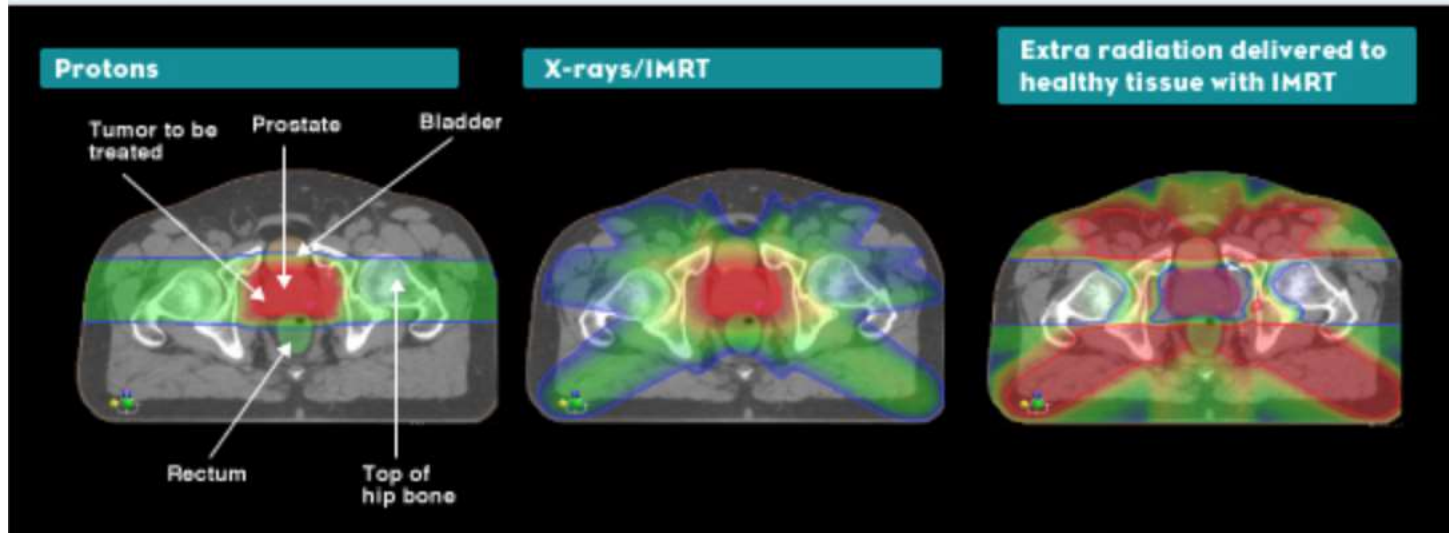 Protons
X-rays/IMRT
Extra radiation delivered to
healthy tissue with IMRT
Tumor to be
treated
Prostate
Bladder
Rectum
Top of
hip bone